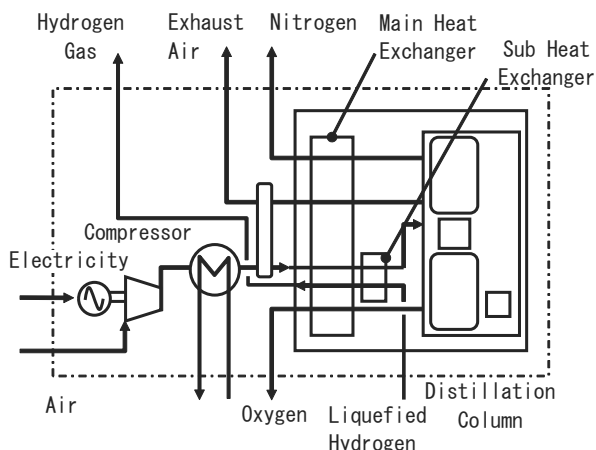 Hydrogen
Gas
Exhaust
Air
Nitrogen
Main Heat
Exchanger
Sub Heat
Exchanger
Compressor
Electricity
Air
Oxygen
Liquefied
Hydrogen
Distillation
Column